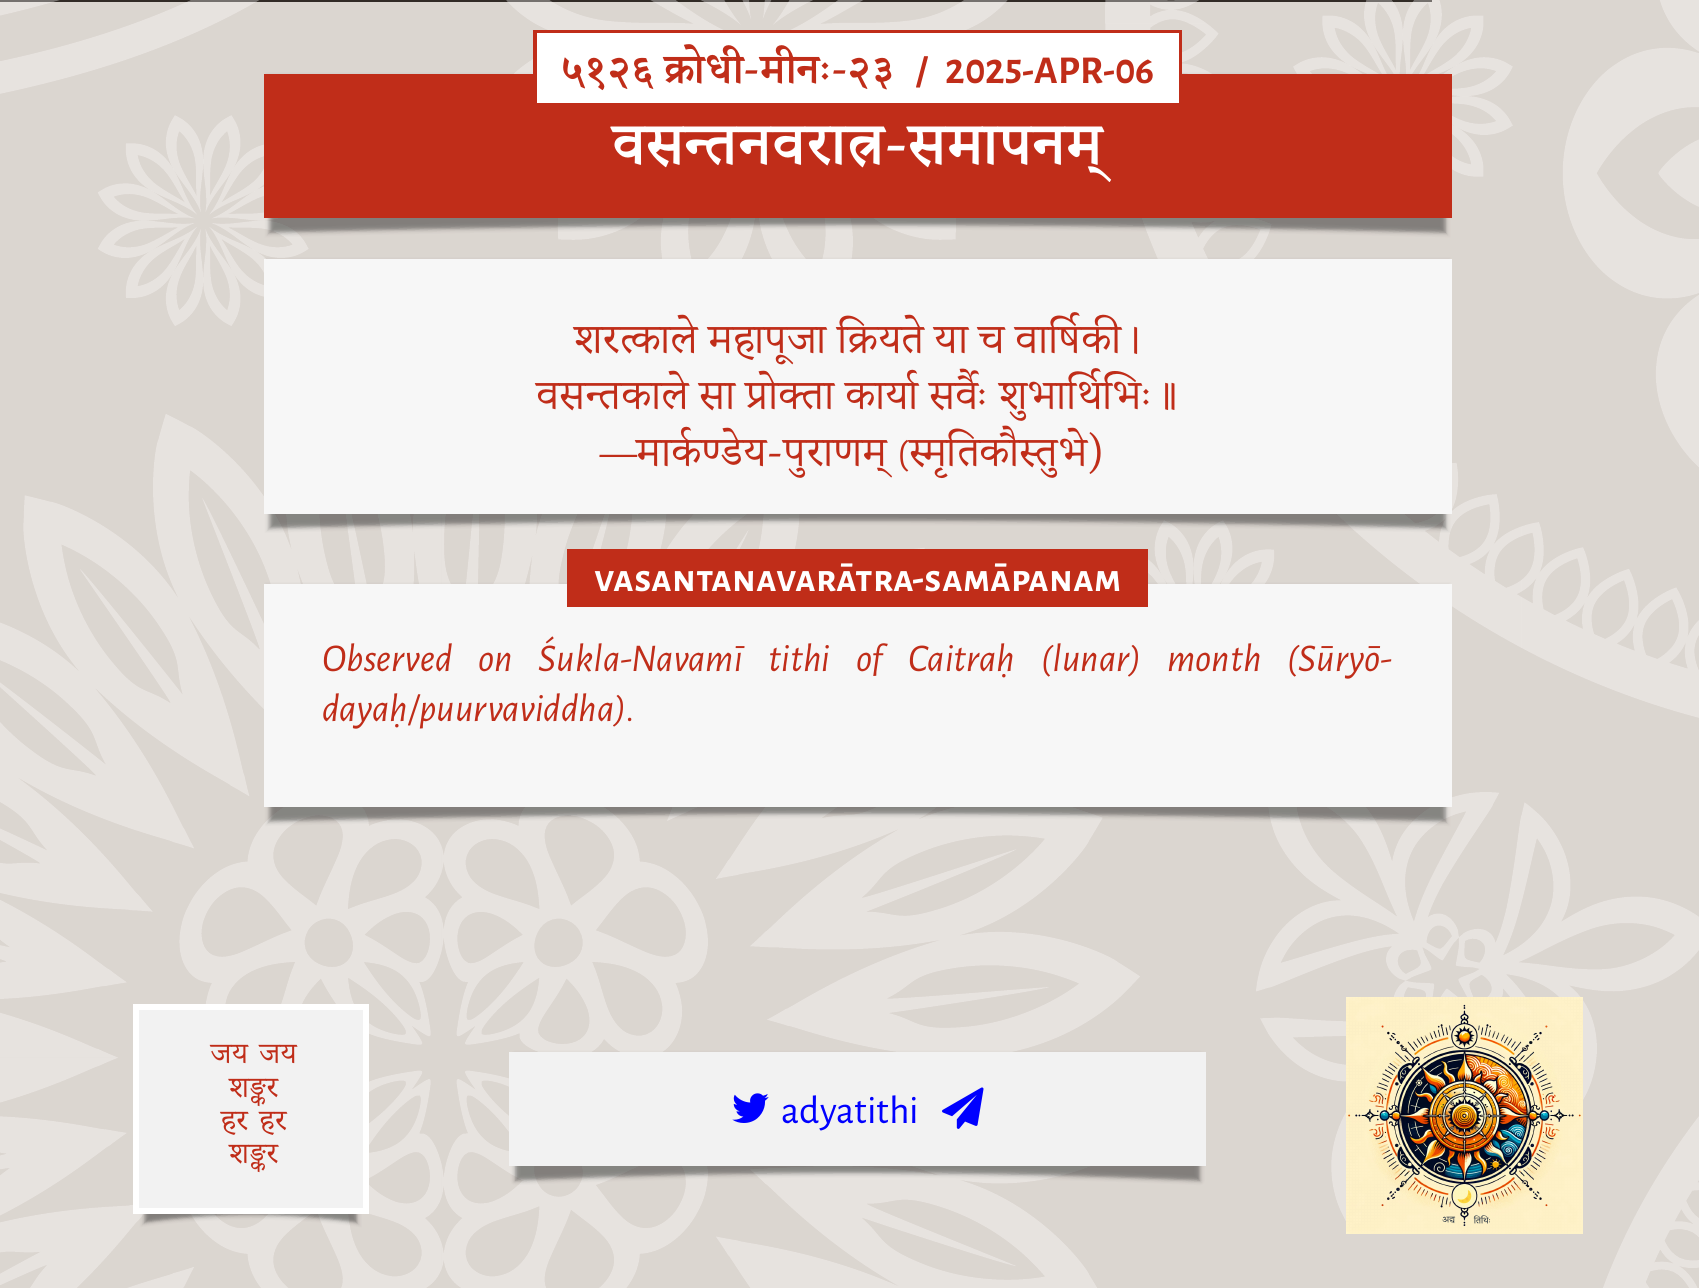 ५१२६ क्रोधी-मीनः-२३ / 2025-APR-06
वसन्तनवरात्र-समापनम्
शरत्काले महापूजा क्रियते या च वार्षिकी।
वसन्तकाले सा प्रोक्ता कार्या सर्वैः शुभार्थिभिः॥
—मार्कण्डेय-पुराणम् (स्मृतिकौस्तुभे)
VASANTANAVARĀTRA-SAMĀPANAM
Observed on Śukla-Navamī tithi of Caitraḥ (lunar) month (Sūryō-
dayaḥ/puurvaviddha).
जय जय
शङ्कर
हर हर
शङ्कर
adyatithi
अद्य तिथिः